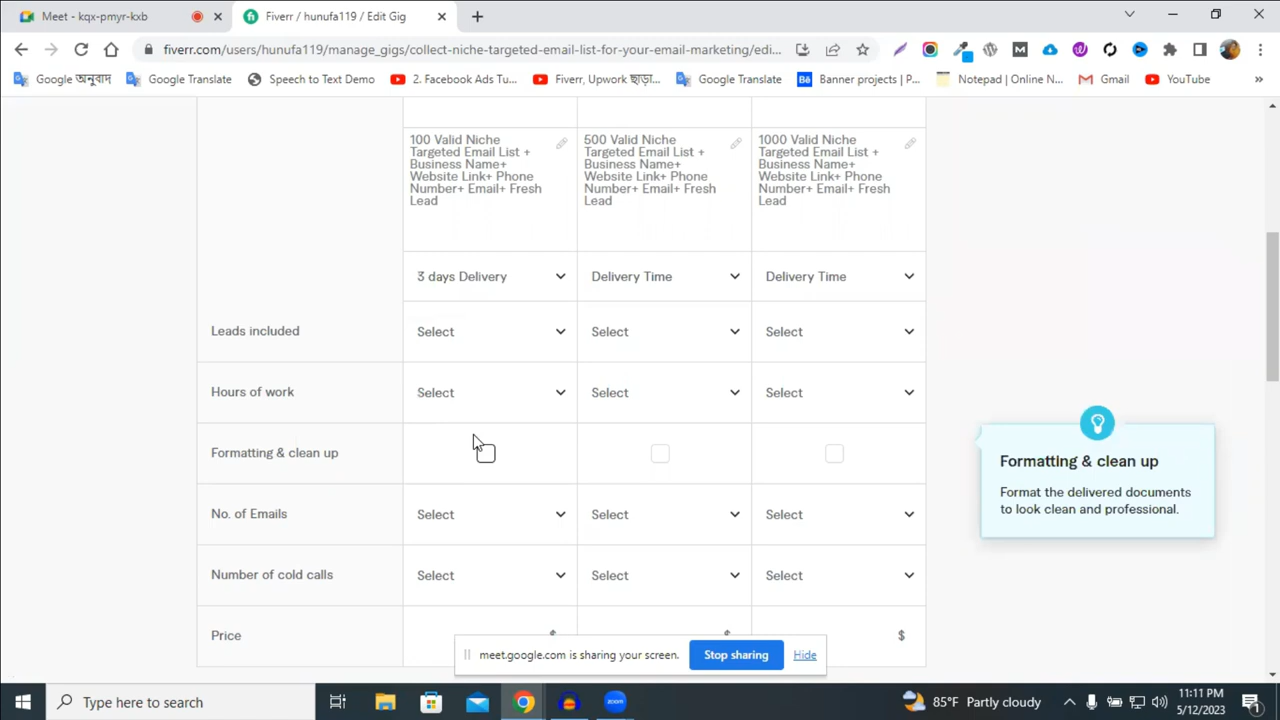 Meet - kqx-pmyr-kxb
Fiverr / hunufa119 / Edit Gig
fiverr.com/users/hunufa119/manage_gigs/collect-niche-targeted-email-list-for-your-email-marketing/edi...
Google অনুবাদ
Google Translate
Speech to Text Demo
2. Facebook Ads Tu...
Fiverr, Upwork ছাড়া...
Google Translate
Banner projects | P...
Notepad | Online N...
Gmail
YouTube
»
100 Valid Niche
Targeted Email List +
Business Name+
Website Link+ Phone
Number+ Email+ Fresh
Lead
500 Valid Niche
Targeted Email List +
Business Name+
Website Link+ Phone
Number+ Email+ Fresh
Lead
1000 Valid Niche
Targeted Email List +
Business Name+
Website Link+ Phone
Number+ Email+ Fresh
Lead
3 days Delivery
Delivery Time
Delivery Time
Leads included
Select
Select
Select
Hours of work
Select
Select
Select
Formatting & clean up
No. of Emails
Select
Select
Select
Number of cold calls
Select
Select
Select
Price
$
$
$
Formatting & clean up
Format the delivered documents
to look clean and professional.
meet.google.com is sharing your screen.
Stop sharing
Hide
Type here to search
zoom
85°F Partly cloudy
11:11 PM
5/12/2023